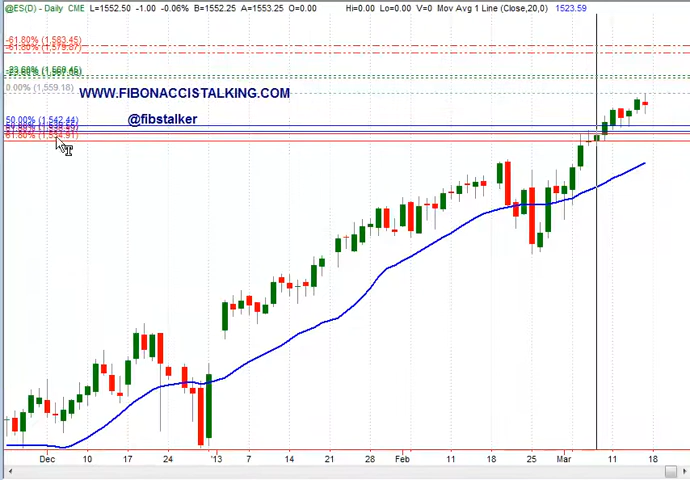 @ES(D) - Daily CME L=1552.50 -1.00 -0.06% B=1552.25 A=1553.25 O=0.00 Hi=0.00 Lo=0.00 V=0 Mov Avg 1 Line (Close,20,0) 1523.59
-61.80% (1,583.45)
-61.80% (1,579.87)
0.00% (1,559.18)
WWW.FIBONACCISTALKING.COM
@fibstalker
50.00% (1,542.44)
61.80% (1,534.91)
Dec 10 17 24 '13 7 14 21 28 Feb 11 18 25 Mar 11 18